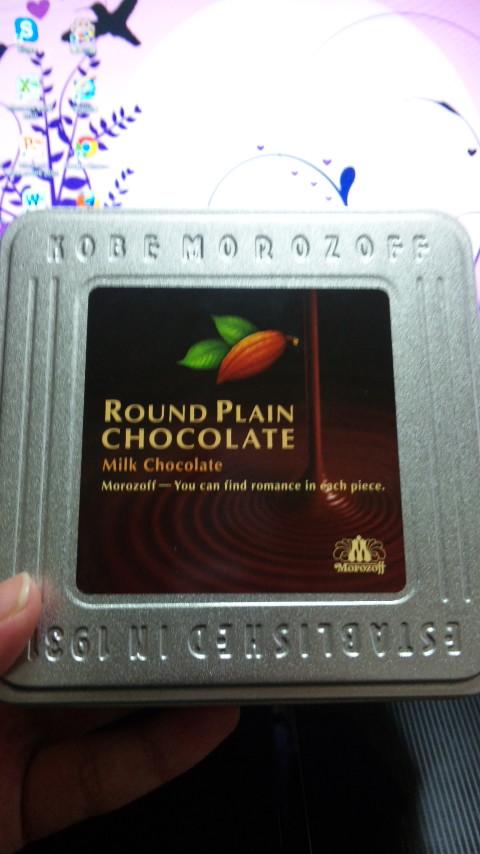 KOBE MOROZOFF
ROUND PLAIN
CHOCOLATE
Milk Chocolate
Morozoff — You can find romance in each piece.
M
Morozoff
ESTABLISHED IN 1931